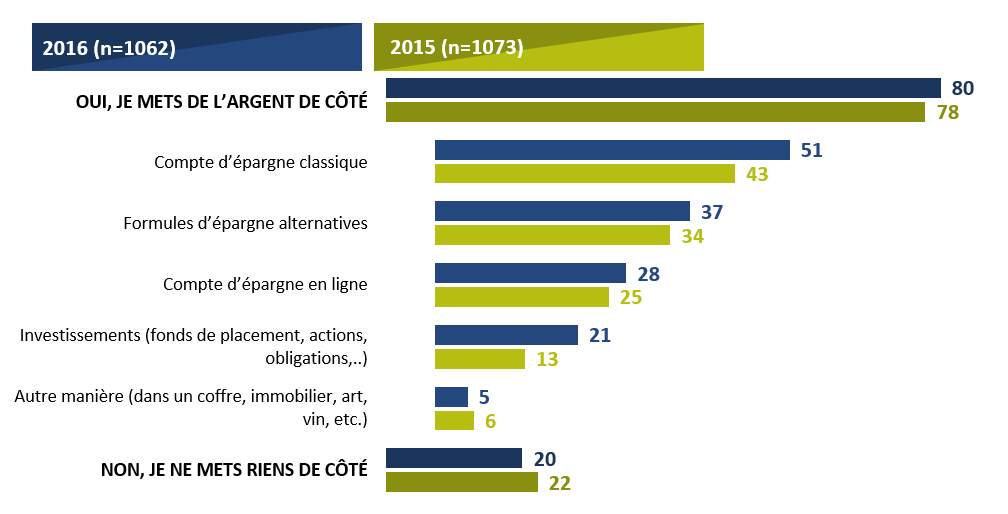 2016 (n=1062)
2015 (n=1073)
OUI, JE METS DE L’ARGENT DE CÔTÉ
80
78
Compte d’épargne classique
51
43
Formules d’épargne alternatives
37
34
Compte d’épargne en ligne
28
25
Investissements (fonds de placement, actions,
obligations,..)
21
13
Autre manière (dans un coffre, immobilier, art,
vin, etc.)
5
6
NON, JE NE METS RIENS DE CÔTÉ
20
22